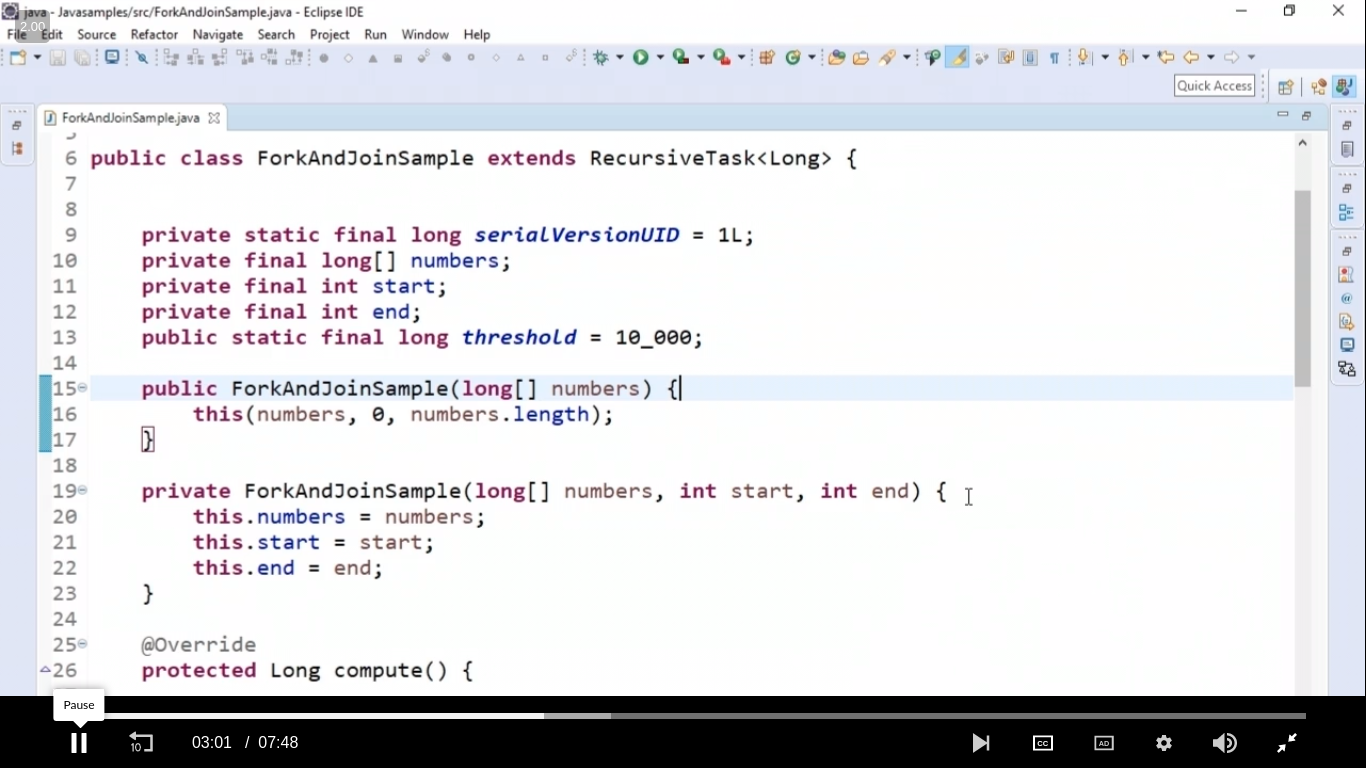 java - Javasamples/src/ForkAndJoinSample.java - Eclipse IDE
2.00
File Edit Source Refactor Navigate Search Project Run Window Help
Quick Access
ForkAndJoinSample.java
5
6 public class ForkAndJoinSample extends RecursiveTask<Long> {
7
8
9 private static final long serialVersionUID = 1L;
10 private final long[] numbers;
11 private final int start;
12 private final int end;
13 public static final long threshold = 10_000;
14
15 public ForkAndJoinSample(long[] numbers) {
16 this(numbers, 0, numbers.length);
17 }
18
19 private ForkAndJoinSample(long[] numbers, int start, int end) {
20 this.numbers = numbers;
21 this.start = start;
22 this.end = end;
23 }
24
25 @Override
26 protected Long compute() {
Pause
10
03:01 / 07:48
CC
AD